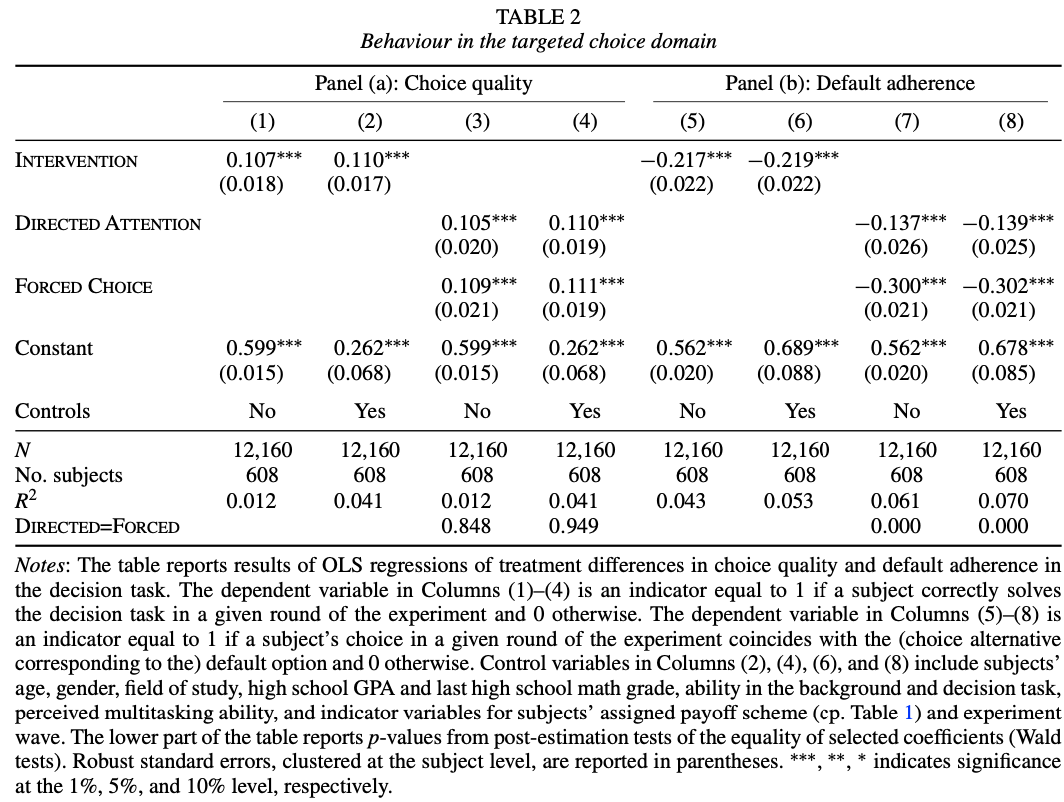 TABLE 2
Behaviour in the targeted choice domain
Panel (a): Choice quality Panel (b): Default adherence
(1) (2) (3) (4) (5) (6) (7) (8)
INTERVENTION 0.107*** 0.110*** −0.217*** −0.219***
(0.018) (0.017) (0.022) (0.022)
DIRECTED ATTENTION 0.105*** 0.110*** −0.137*** −0.139***
(0.020) (0.019) (0.026) (0.025)
FORCED CHOICE 0.109*** 0.111*** −0.300*** −0.302***
(0.021) (0.019) (0.021) (0.021)
Constant 0.599*** 0.262*** 0.599*** 0.262*** 0.562*** 0.689*** 0.562*** 0.678***
(0.015) (0.068) (0.015) (0.068) (0.020) (0.088) (0.020) (0.085)
Controls No Yes No Yes No Yes No Yes
N 12,160 12,160 12,160 12,160 12,160 12,160 12,160 12,160
No. subjects 608 608 608 608 608 608 608 608
R² 0.012 0.041 0.012 0.041 0.043 0.053 0.061 0.070
DIRECTED=FORCED 0.848 0.949 0.000 0.000
Notes: The table reports results of OLS regressions of treatment differences in choice quality and default adherence in
the decision task. The dependent variable in Columns (1)–(4) is an indicator equal to 1 if a subject correctly solves
the decision task in a given round of the experiment and 0 otherwise. The dependent variable in Columns (5)–(8) is
an indicator equal to 1 if a subject’s choice in a given round of the experiment coincides with the (choice alternative
corresponding to the) default option and 0 otherwise. Control variables in Columns (2), (4), (6), and (8) include subjects’
age, gender, field of study, high school GPA and last high school math grade, ability in the background and decision task,
perceived multitasking ability, and indicator variables for subjects’ assigned payoff scheme (cp. Table 1) and experiment
wave. The lower part of the table reports p-values from post-estimation tests of the equality of selected coefficients (Wald
tests). Robust standard errors, clustered at the subject level, are reported in parentheses. ***, **, * indicates significance
at the 1%, 5%, and 10% level, respectively.